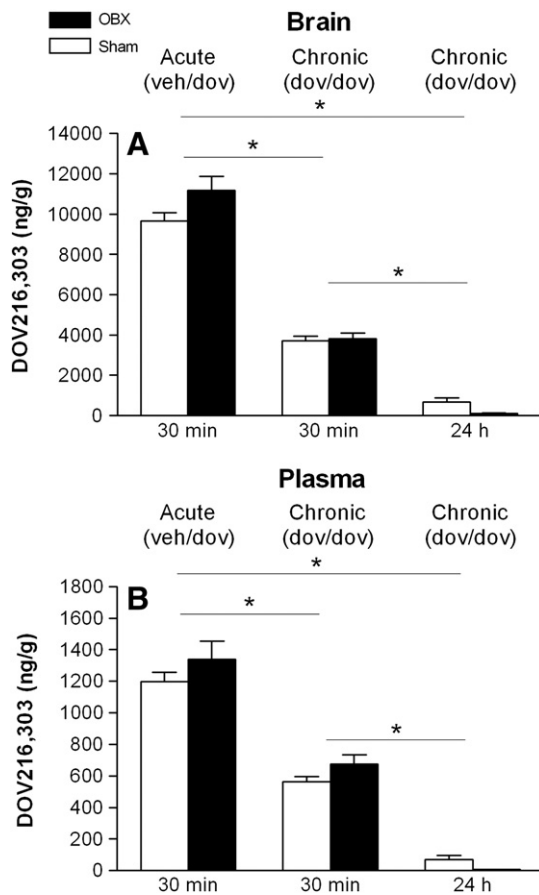 OBX
Sham
Brain
Acute
(veh/dov)
Chronic
(dov/dov)
Chronic
(dov/dov)
*
*
*
A
DOV216,303 (ng/g)
14000
12000
10000
8000
6000
4000
2000
0
30 min
30 min
24 h
Plasma
Acute
(veh/dov)
Chronic
(dov/dov)
Chronic
(dov/dov)
*
*
*
B
DOV216,303 (ng/g)
1800
1600
1400
1200
1000
800
600
400
200
0
30 min
30 min
24 h